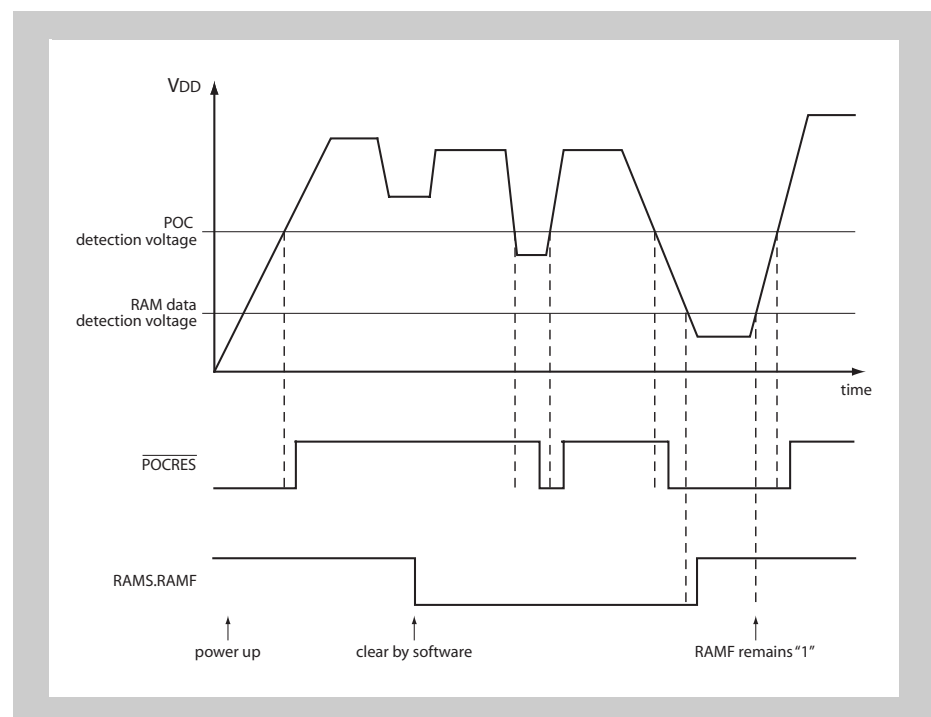 VDD
POC
detection voltage
RAM data
detection voltage
time
POCRES
RAMS.RAMF
power up
clear by software
RAMF remains “1”